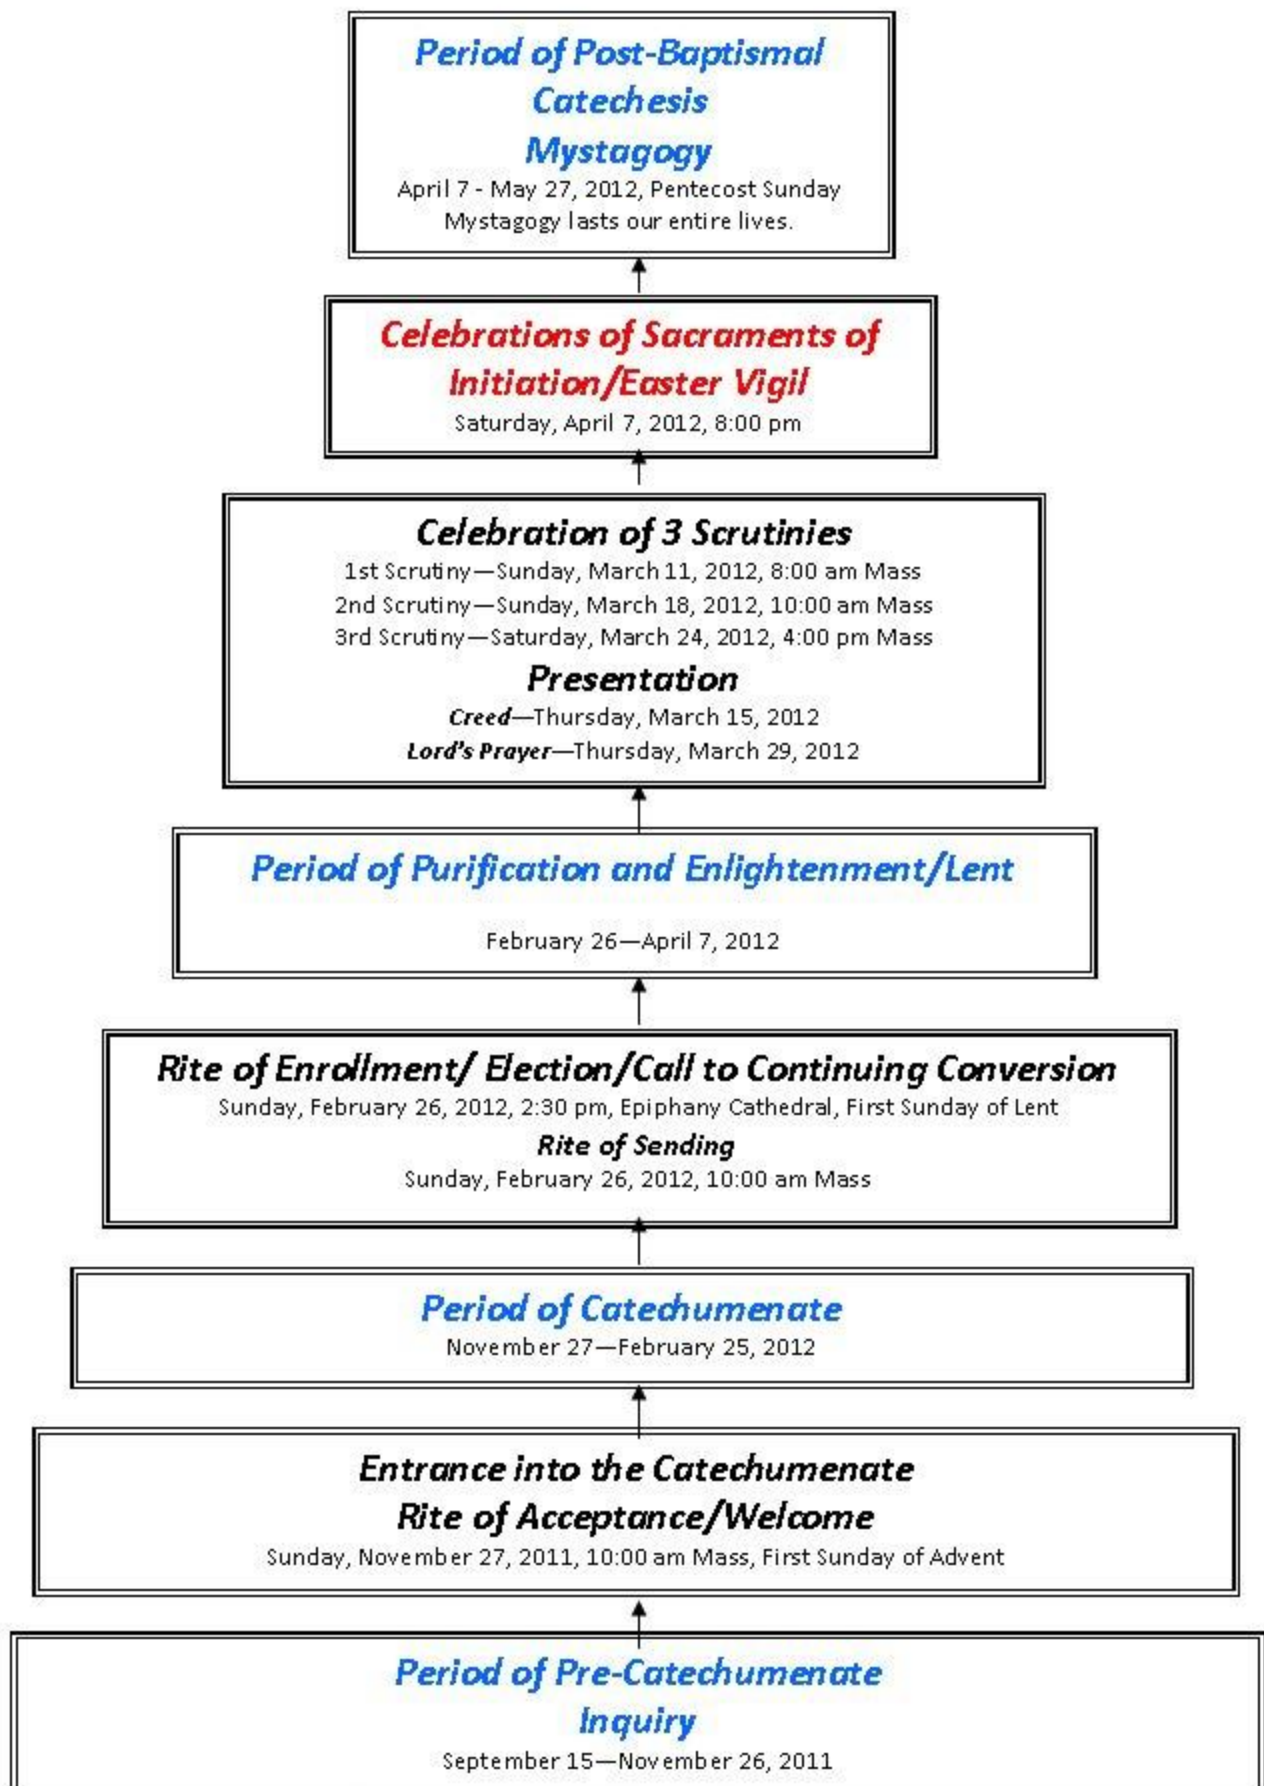 Period of Post-Baptismal
Catechesis
Mystagogy
April 7 - May 27, 2012, Pentecost Sunday
Mystagogy lasts our entire lives.
Celebrations of Sacraments of
Initiation/Easter Vigil
Saturday, April 7, 2012, 8:00 pm
Celebration of 3 Scrutinies
1st Scrutiny—Sunday, March 11, 2012, 8:00 am Mass
2nd Scrutiny—Sunday, March 18, 2012, 10:00 am Mass
3rd Scrutiny—Saturday, March 24, 2012, 4:00 pm Mass
Presentation
Creed—Thursday, March 15, 2012
Lord's Prayer—Thursday, March 29, 2012
Period of Purification and Enlightenment/Lent
February 26—April 7, 2012
Rite of Enrollment/ Election/Call to Continuing Conversion
Sunday, February 26, 2012, 2:30 pm, Epiphany Cathedral, First Sunday of Lent
Rite of Sending
Sunday, February 26, 2012, 10:00 am Mass
Period of Catechumenate
November 27—February 25, 2012
Entrance into the Catechumenate
Rite of Acceptance/Welcome
Sunday, November 27, 2011, 10:00 am Mass, First Sunday of Advent
Period of Pre-Catechumenate
Inquiry
September 15—November 26, 2011